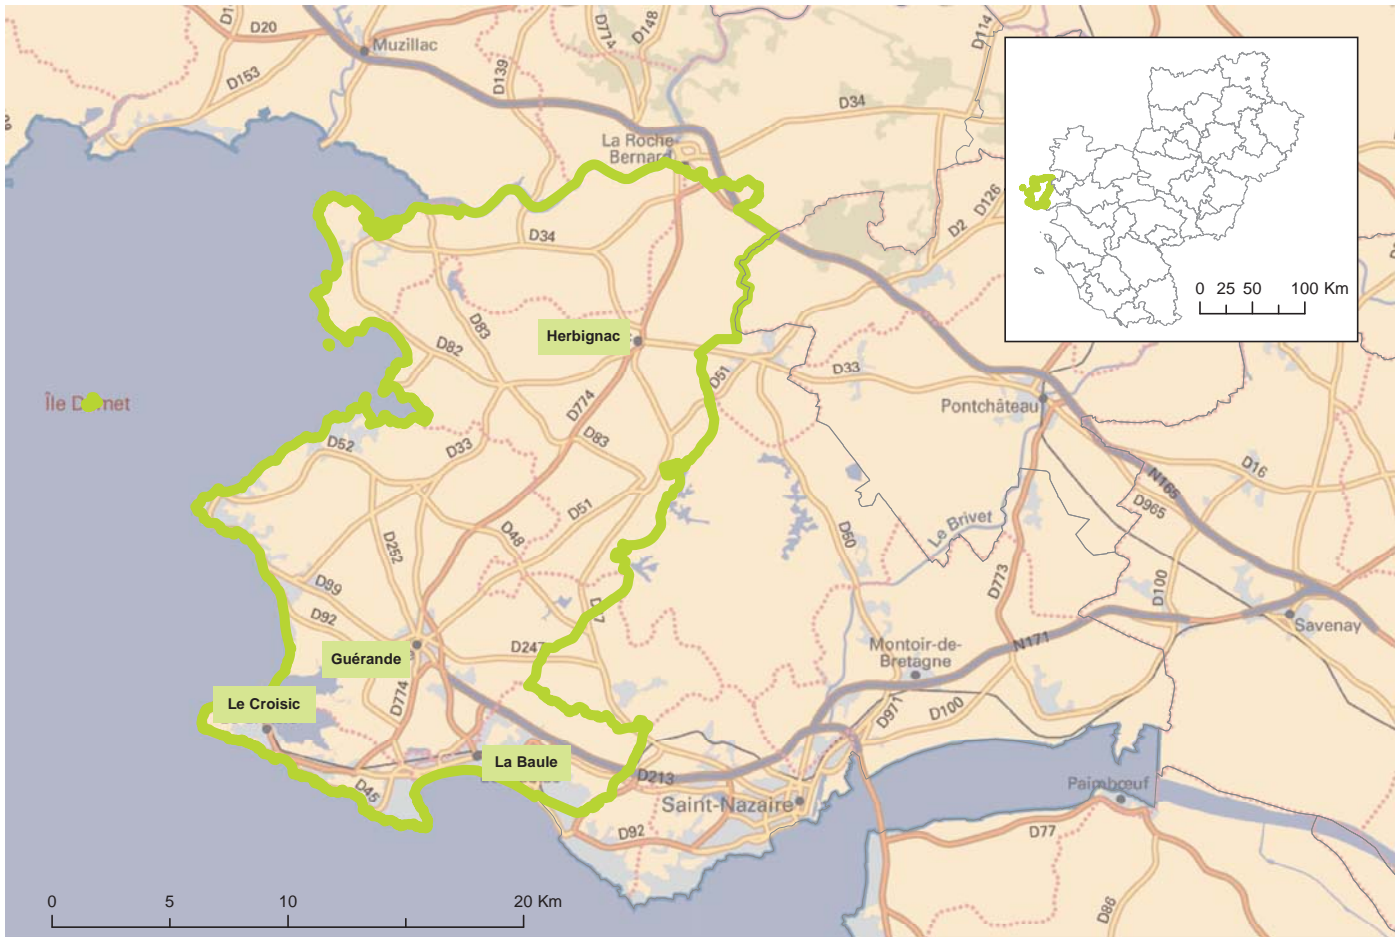 D20
Muzillac
D153
D139
D774
D148
D114
D34
La Roche-
Bernard
D126
D2
D34
0 25 50 100 Km
D83
D82
Herbignac
D33
D51
Île Dumet
D774
Pontchâteau
D52
D33
D83
D16
N165
D965
D51
D48
D252
D50
Le Brivet
D773
D100
D89
D92
D247
Savenay
Guérande
Montoir-de-
Bretagne
N171
Le Croisic
D774
D971
D100
La Baule
D213
D45
Saint-Nazaire
Paimbœuf
D92
D77
D86
0 5 10 20 Km